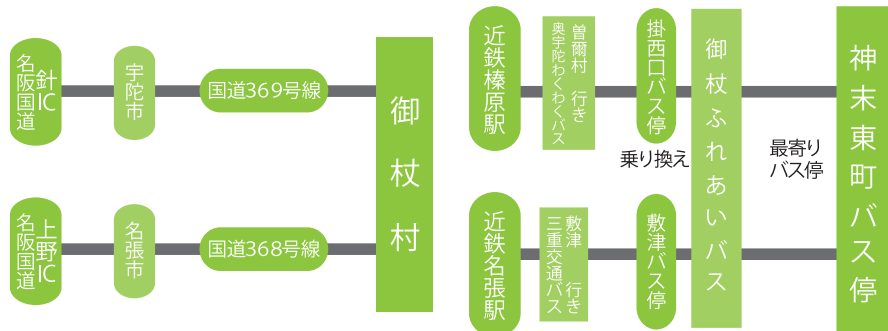 名阪国道
針IC
宇陀市
国道369号線
名阪国道
上野IC
名張市
国道368号線
御杖村
近鉄榛原駅
曽爾村 行き
奥宇陀わくわくバス
掛西口バス停
乗り換え
近鉄名張駅
敷津 行き
三重交通バス
敷津バス停
御杖ふれあいバス
最寄り
バス停
神末東町バス停